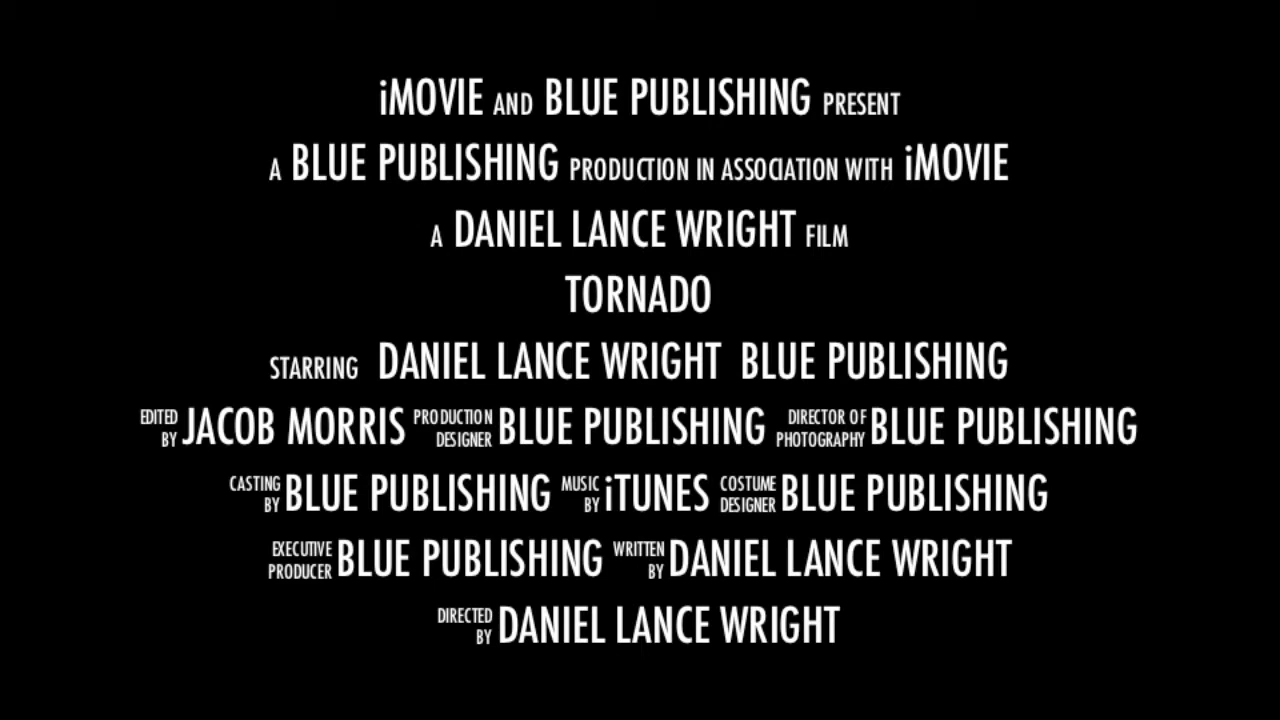 iMOVIE AND BLUE PUBLISHING PRESENT
A BLUE PUBLISHING PRODUCTION IN ASSOCIATION WITH iMOVIE
A DANIEL LANCE WRIGHT FILM
TORNADO
STARRING DANIEL LANCE WRIGHT BLUE PUBLISHING
EDITED BY JACOB MORRIS PRODUCTION DESIGNER BLUE PUBLISHING DIRECTOR OF PHOTOGRAPHY BLUE PUBLISHING
CASTING BY BLUE PUBLISHING MUSIC BY iTUNES COSTUME DESIGNER BLUE PUBLISHING
EXECUTIVE PRODUCER BLUE PUBLISHING WRITTEN BY DANIEL LANCE WRIGHT
DIRECTED BY DANIEL LANCE WRIGHT